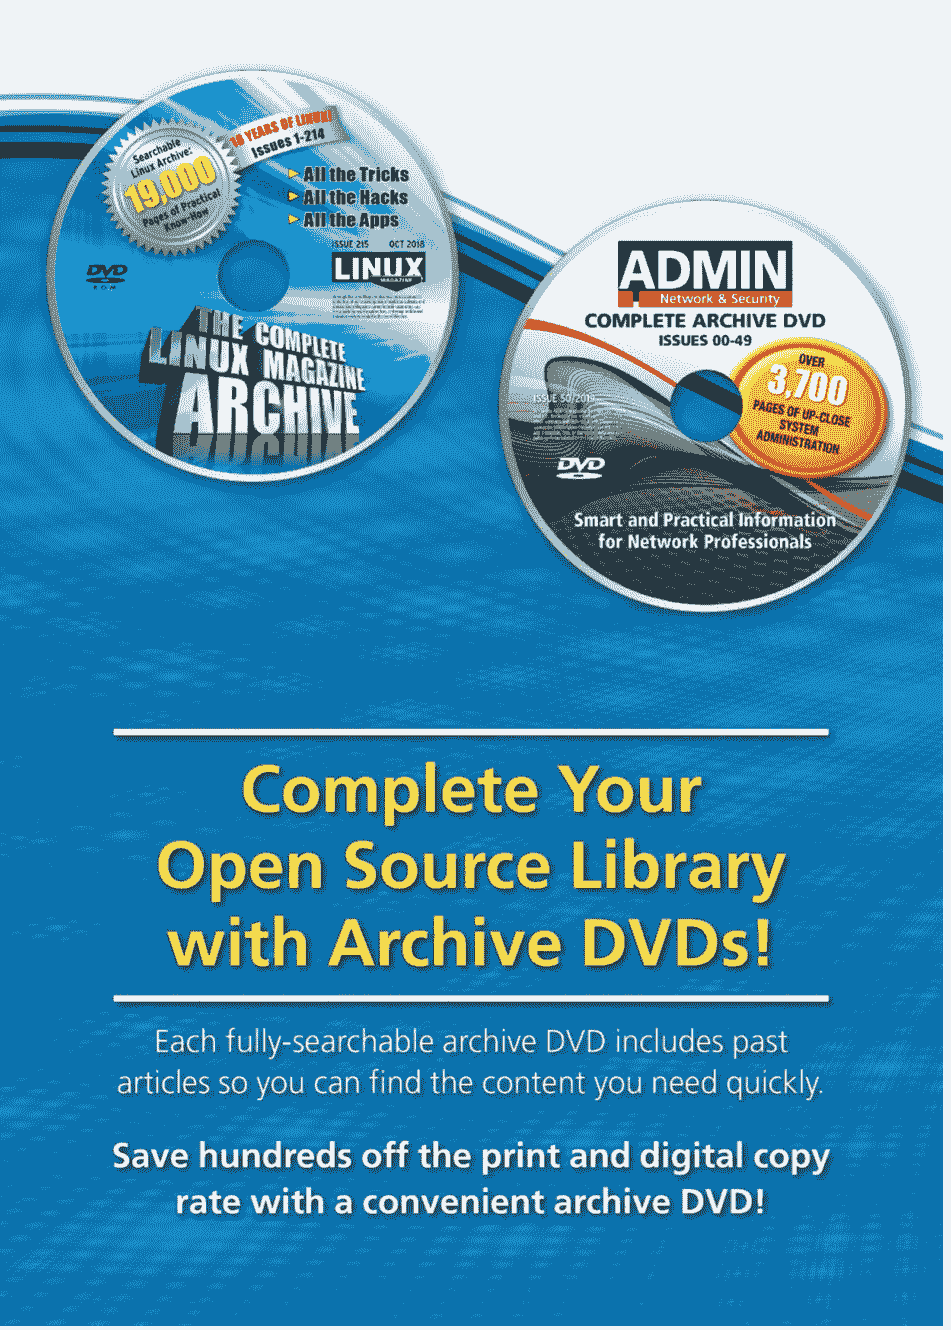 Searchable
Linux Archive:
19,000
Pages of Practical
Know-How
YEARS OF LINUX!
Issues 1-214
All the Tricks
All the Hacks
All the Apps
ISSUE 215 OCT 2018
LINUX
MAGAZINE
DVD
ROM
THE COMPLETE
LINUX MAGAZINE
ARCHIVE
ADMIN
Network & Security
COMPLETE ARCHIVE DVD
ISSUES 00-49
OVER
3,700
PAGES OF UP-CLOSE
SYSTEM
ADMINISTRATION
ISSUE 50/2019
DVD
Smart and Practical Information
for Network Professionals
Complete Your
Open Source Library
with Archive DVDs!
Each fully-searchable archive DVD includes past
articles so you can find the content you need quickly.
Save hundreds off the print and digital copy
rate with a convenient archive DVD!